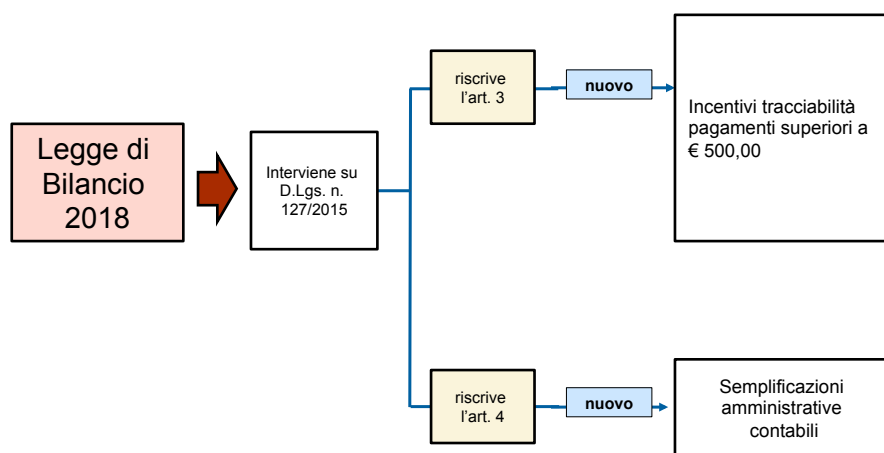 Legge di
Bilancio
2018
Interviene su
D.Lgs. n.
127/2015
riscrive
l'art. 3
nuovo
Incentivi tracciabilità
pagamenti superiori a
€ 500,00
riscrive
l'art. 4
nuovo
Semplificazioni
amministrative
contabili